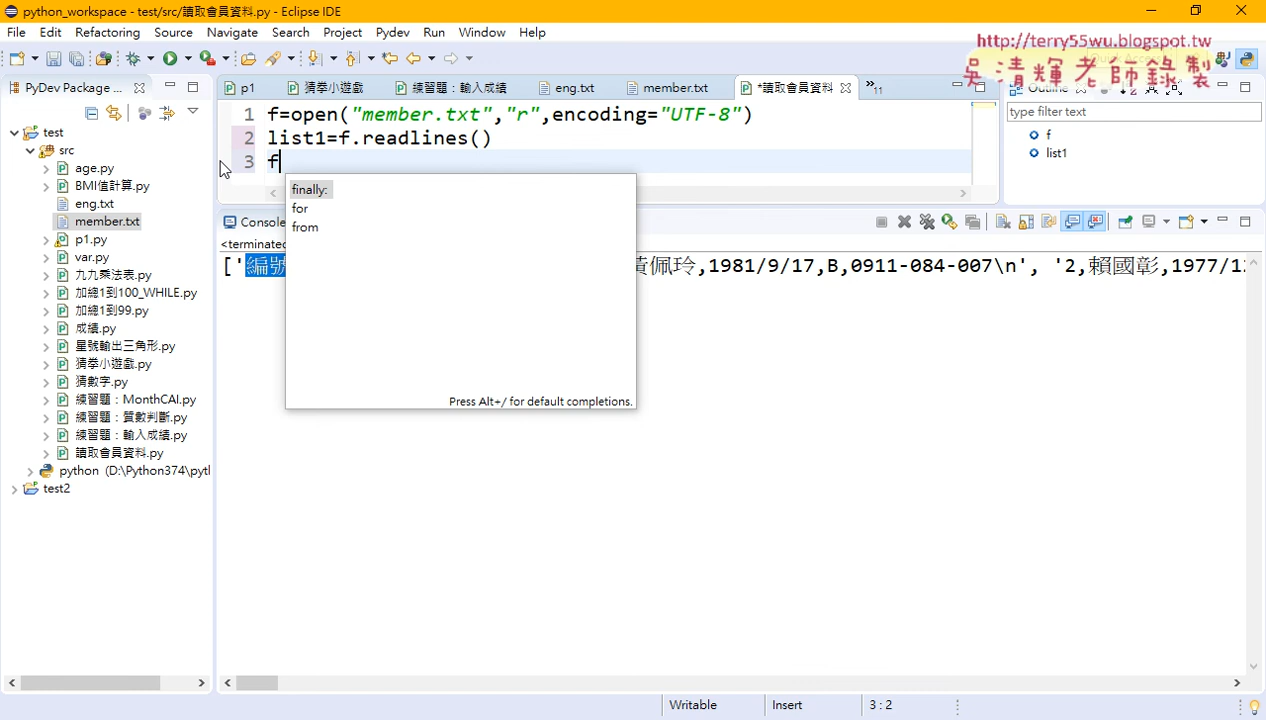 python_workspace - test/src/讀取會員資料.py - Eclipse IDE
File Edit Refactoring Source Navigate Search Project Pydev Run Window Help
http://terry55wu.blogspot.tw
吳清輝老師錄製
PyDev Package ...
p1 猜拳小遊戲 練習題：輸入成績 eng.txt member.txt *讀取會員資料 »11
Outline
type filter text
f
list1
1 f=open("member.txt","r",encoding="UTF-8")
2 list1=f.readlines()
3 f
finally:
for
from
Press Alt+/ for default completions.
test
src
age.py
BMI值計算.py
eng.txt
member.txt
p1.py
var.py
九九乘法表.py
加總1到100_WHILE.py
加總1到99.py
成績.py
星號輸出三角形.py
猜拳小遊戲.py
猜數字.py
練習題：MonthCAl.py
練習題：質數判斷.py
練習題：輸入成績.py
讀取會員資料.py
python (D:\Python374\pytl
test2
Console
<terminated
['編號
黃佩玲,1981/9/17,B,0911-084-007\n', '2,賴國彰,1977/12
Writable Insert 3 : 2